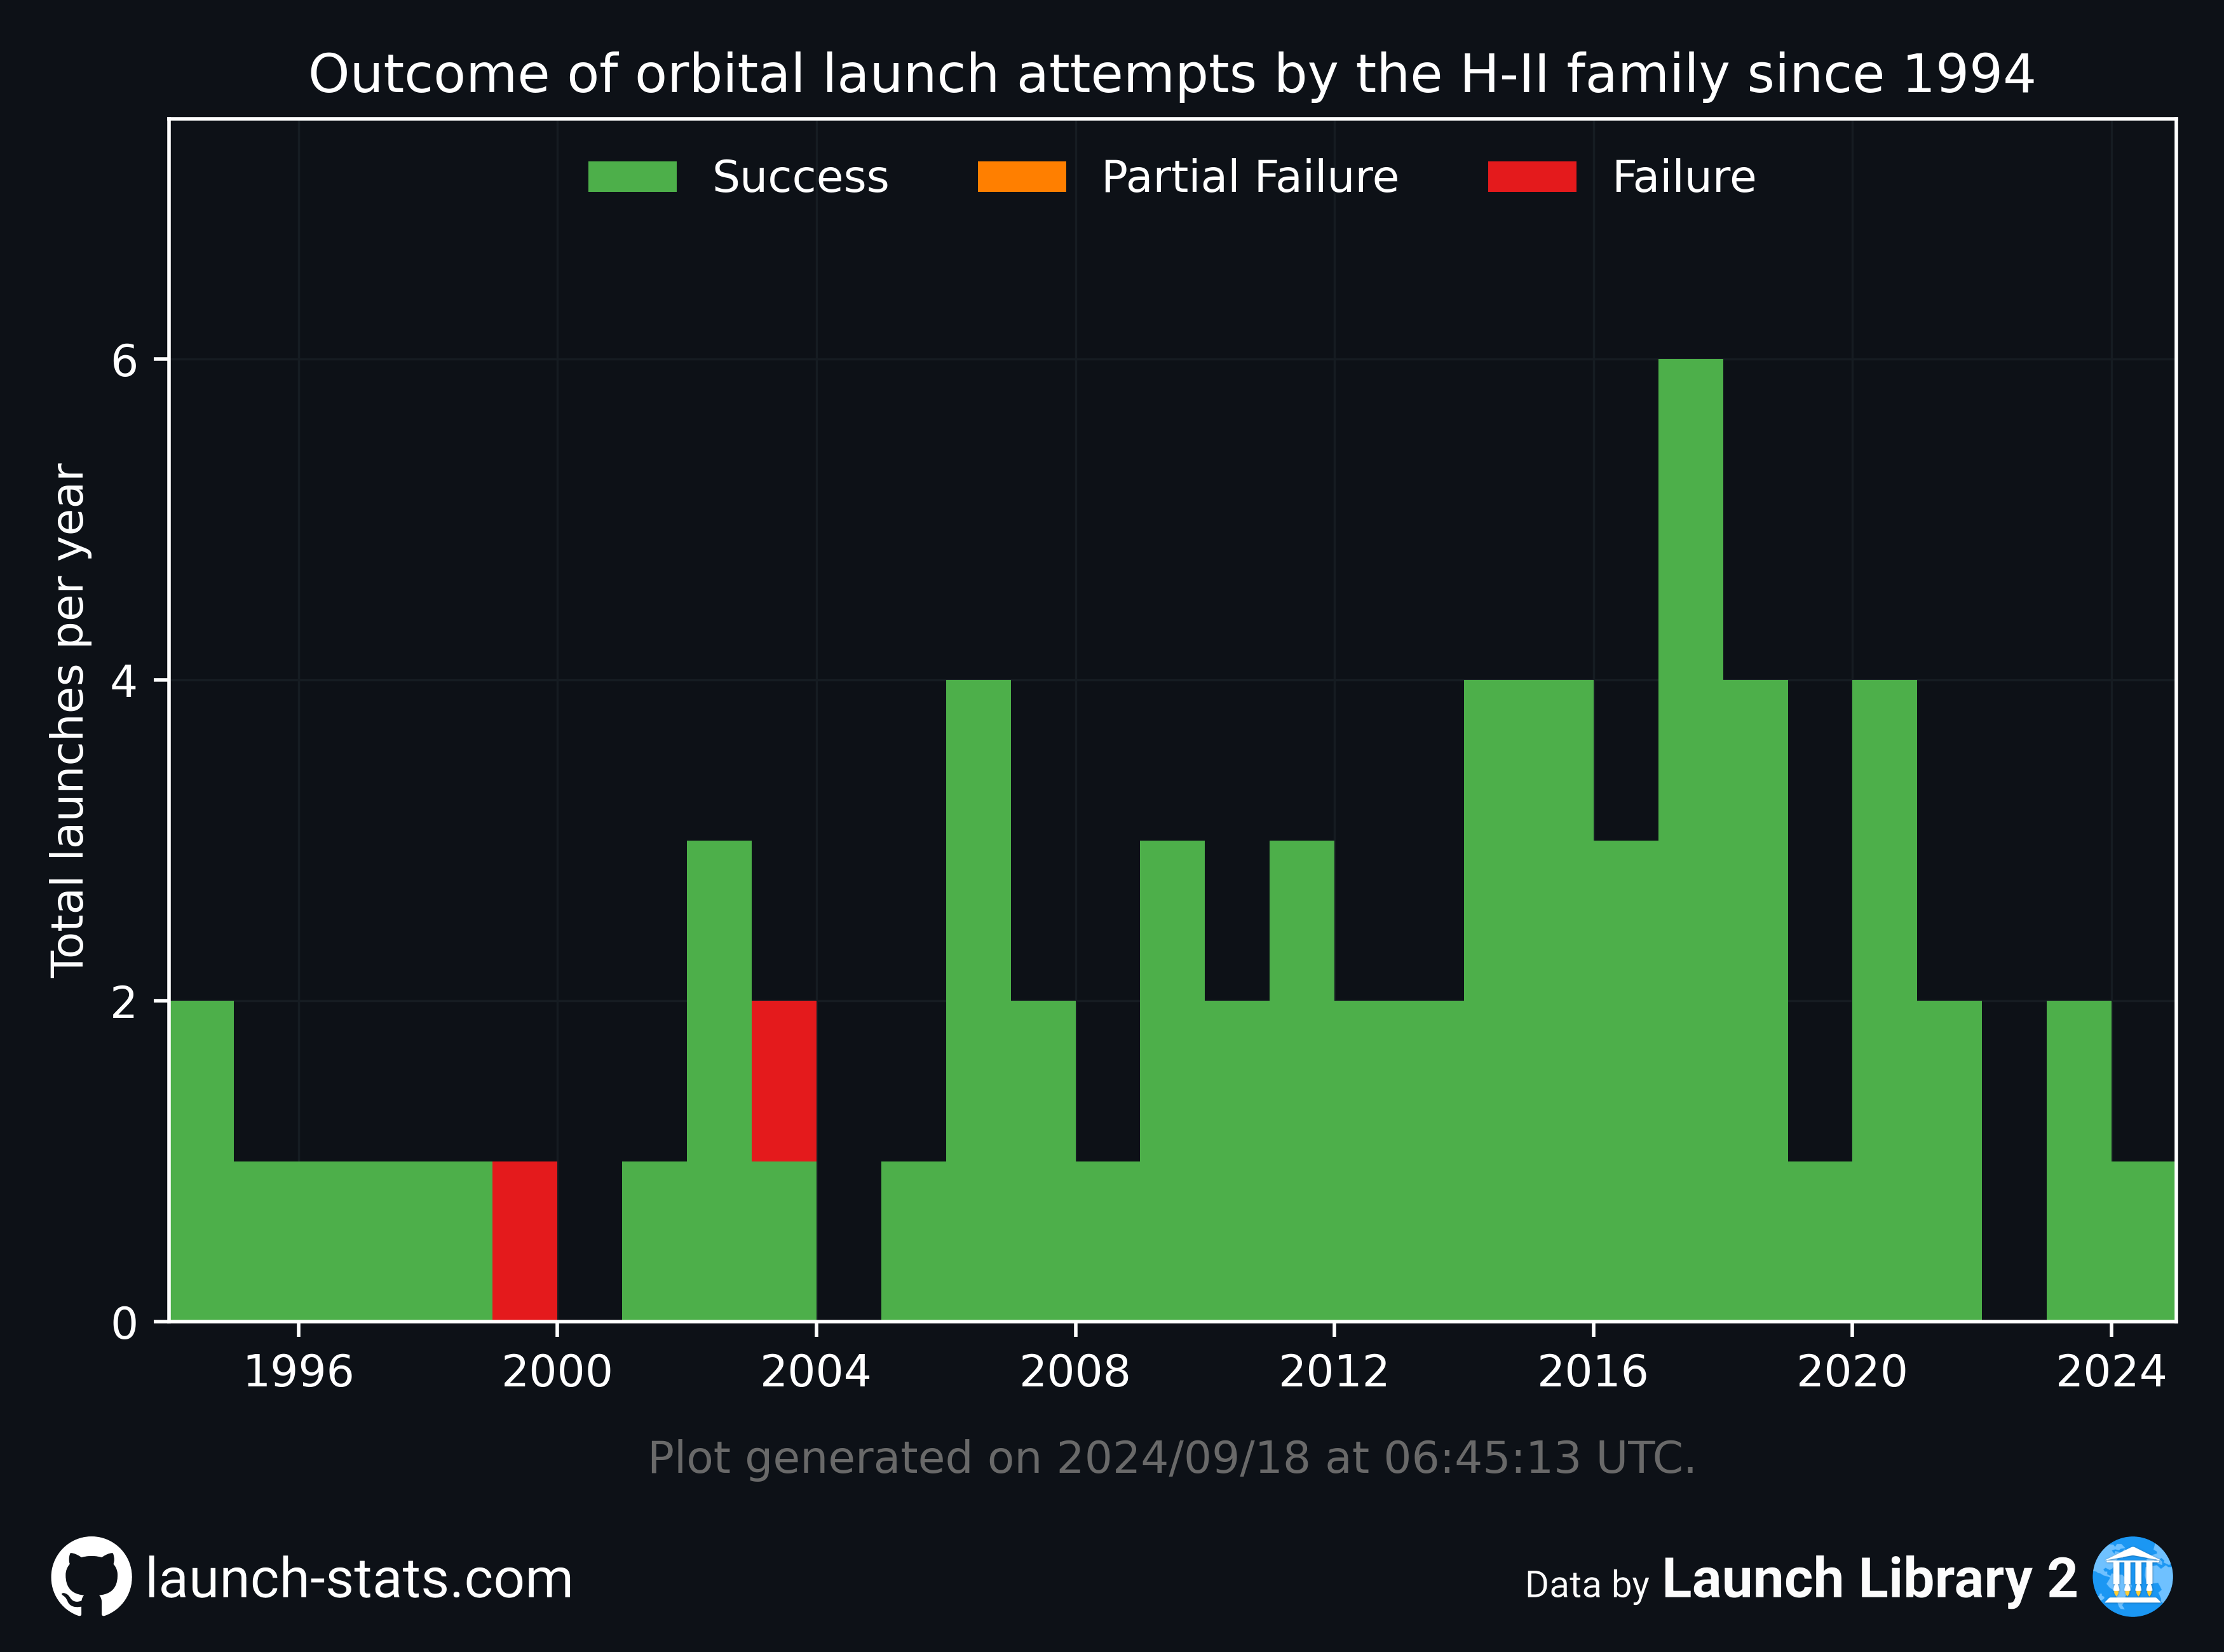 Outcome of orbital launch attempts by the H-II family since 1994
Success
Partial Failure
Failure
Total launches per year
6
4
2
0
1996
2000
2004
2008
2012
2016
2020
2024
Plot generated on 2024/09/18 at 06:45:13 UTC.
launch-stats.com
Data by Launch Library 2